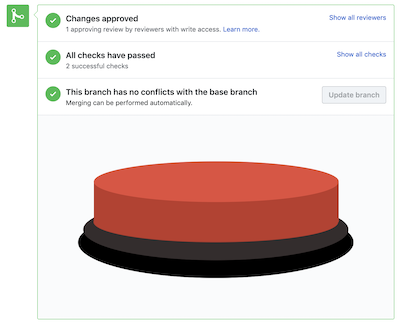 Changes approved
Show all reviewers
1 approving review by reviewers with write access. Learn more.
All checks have passed
Show all checks
2 successful checks
This branch has no conflicts with the base branch
Merging can be performed automatically.
Update branch